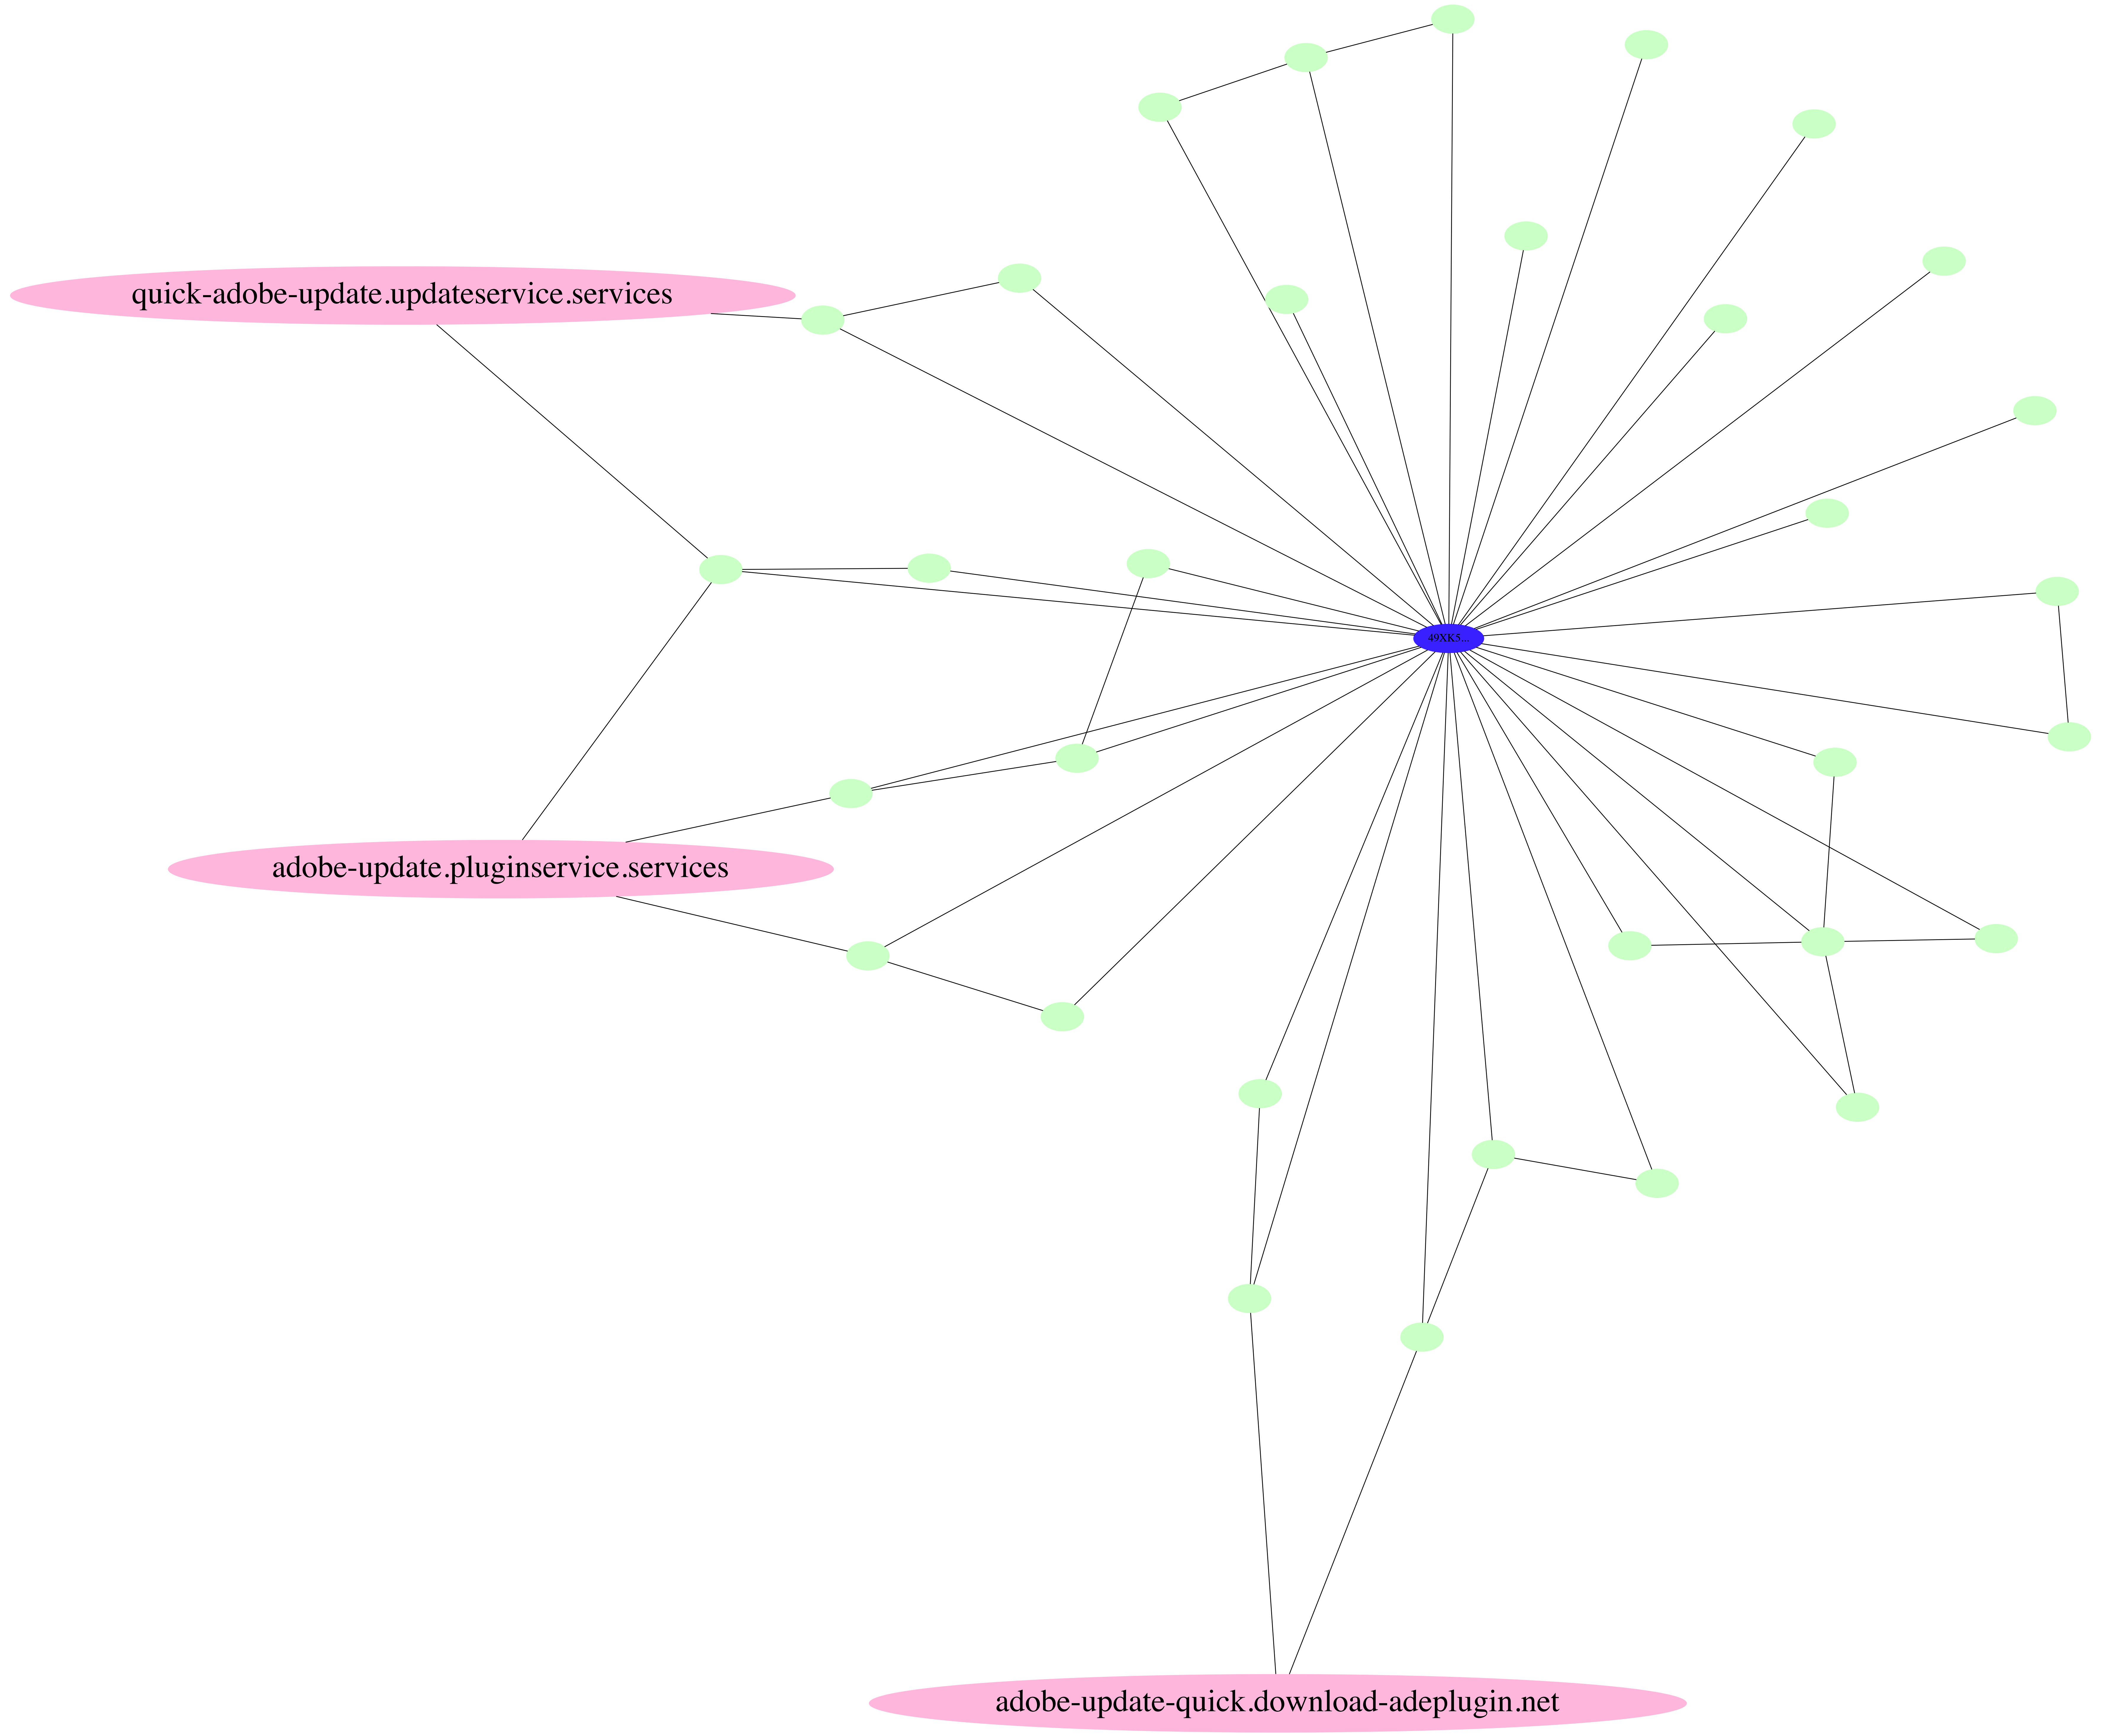 quick-adobe-update.updateservice.services
49XK5...
adobe-update.pluginservice.services
adobe-update-quick.download-adeplugin.net